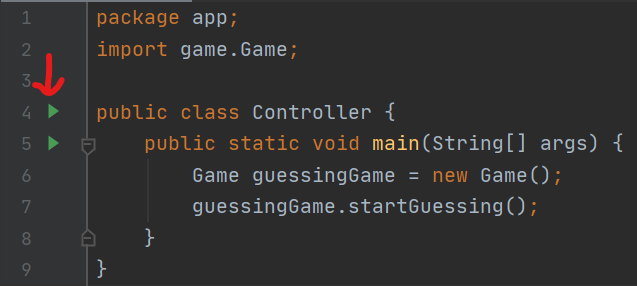 1 package app;
2 import game.Game;
3
4 public class Controller {
5     public static void main(String[] args) {
6         Game guessingGame = new Game();
7         guessingGame.startGuessing();
8     }
9 }